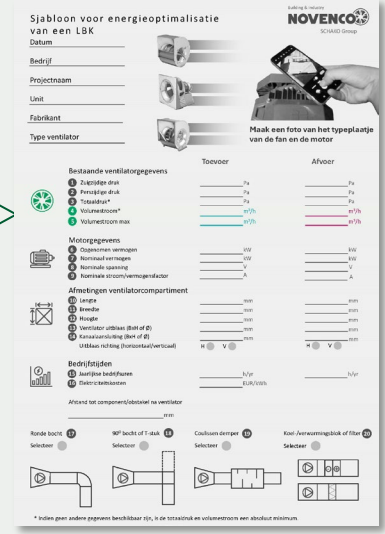 Sjabloon voor energieoptimalisatie
van een LBK
building & industry
NOVENCO
SCHAKO Group
Datum
Bedrijf
Projectnaam
Unit
Fabrikant
Type ventilator
Maak een foto van het typeplaatje
van de fan en de motor
Toevoer Afvoer
Bestaande ventilatorgegevens
1 Zuigzijdige druk Pa Pa
2 Perszijdige druk Pa Pa
3 Totaaldruk* Pa Pa
4 Volumestroom* m³/h m³/h
5 Volumestroom max m³/h m³/h
Motorgegevens
6 Opgenomen vermogen kW kW
7 Nominaal vermogen kW kW
8 Nominale spanning V V
9 Nominale stroom/vermogensfactor A A
Afmetingen ventilatorcompartiment
10 Lengte mm mm
11 Breedte mm mm
12 Hoogte mm mm
13 Ventilator uitblaas (BxH of Ø) mm mm
14 Kanaalaansluiting (BxH of Ø) mm mm
Uitblaas richting (horizontaal/verticaal) H V H V
Bedrijfstijden
15 Jaarlijkse bedrijfsuren h/yr h/yr
16 Elektriciteitskosten EUR/kWh
Afstand tot component/obstakel na ventilator
mm
Ronde bocht 17 90º bocht of T-stuk 18 Coulissen demper 19 Koel-/verwarmingsblok of filter 20
Selecteer Selecteer Selecteer Selecteer
* Indien geen andere gegevens beschikbaar zijn, is de totaaldruk en volumestroom een absoluut minimum.